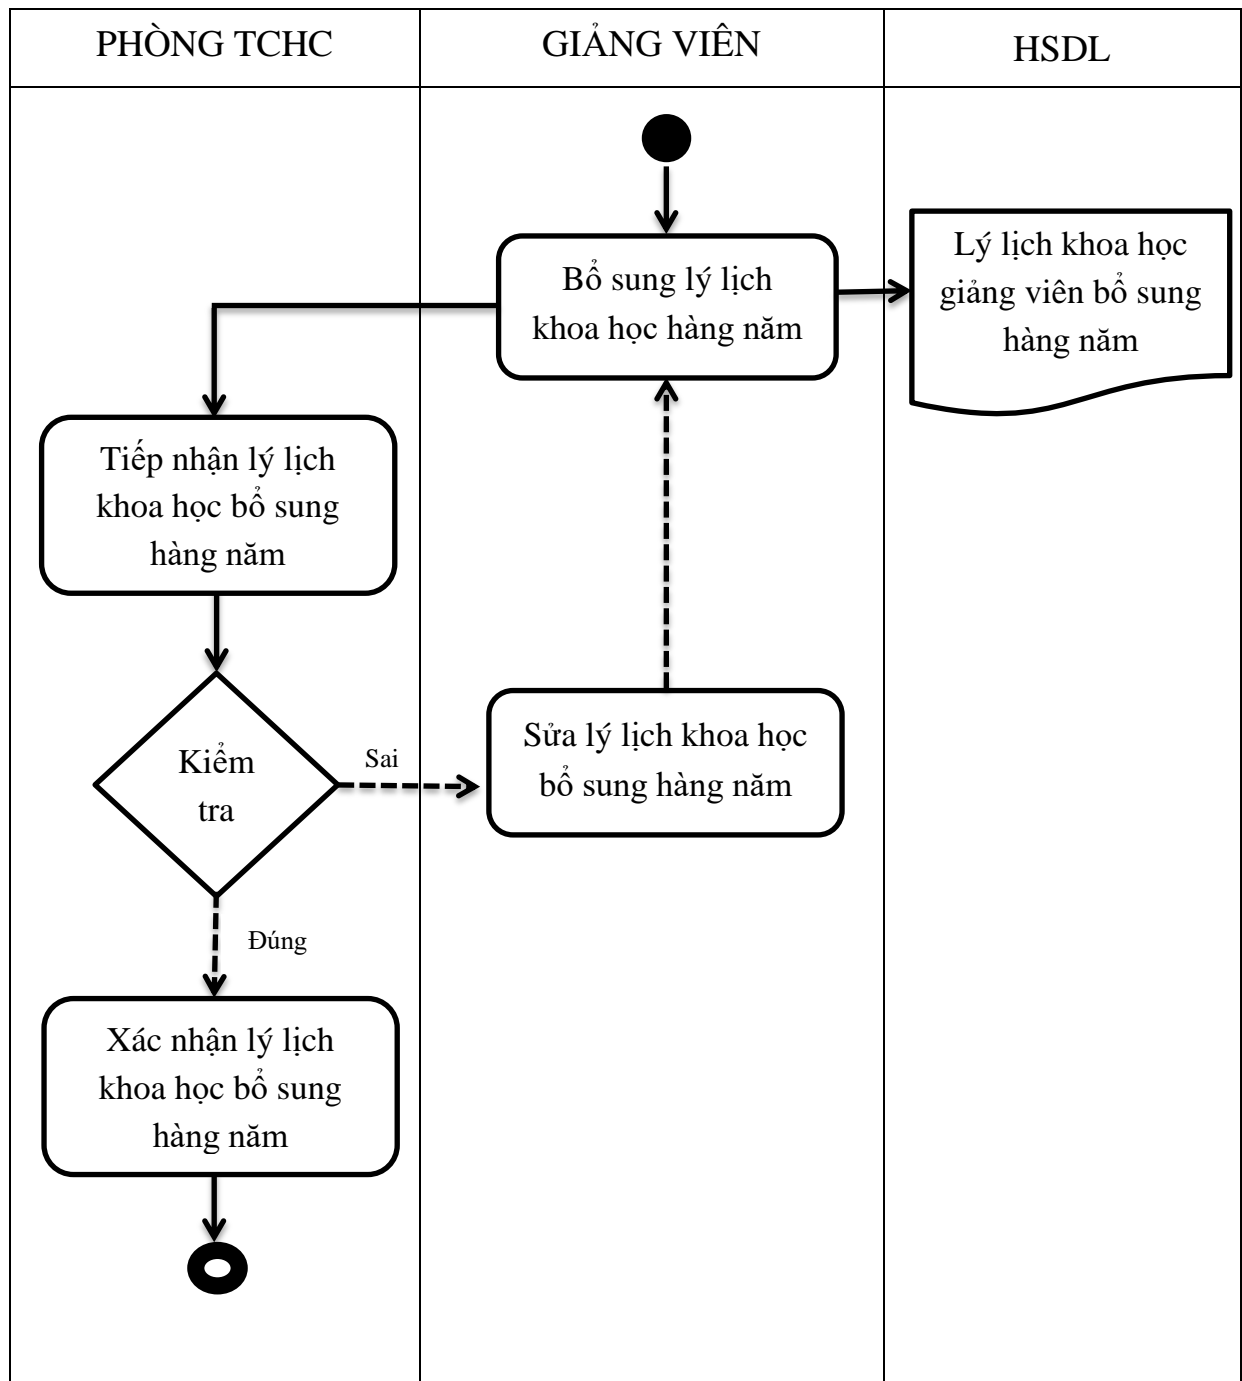 PHÒNG TCHC
GIẢNG VIÊN
HSDL
Bổ sung lý lịch
khoa học hàng năm
Lý lịch khoa học
giảng viên bổ sung
hàng năm
Tiếp nhận lý lịch
khoa học bổ sung
hàng năm
Kiểm
tra
Sai
Sửa lý lịch khoa học
bổ sung hàng năm
Đúng
Xác nhận lý lịch
khoa học bổ sung
hàng năm